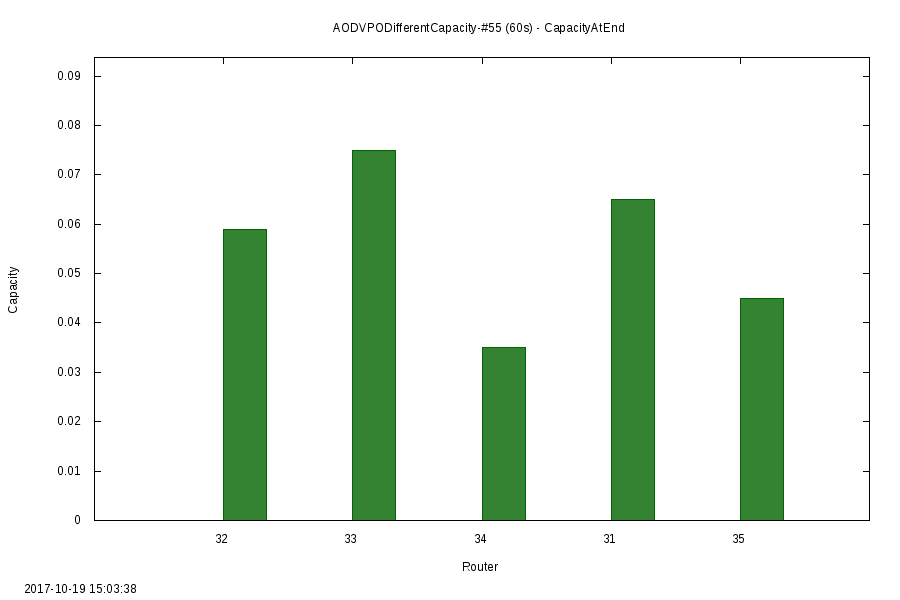 AODVPODifferentCapacity-#55 (60s) - CapacityAtEnd
0.09
0.08
0.07
0.06
0.05
0.04
0.03
0.02
0.01
0
Capacity
32 33 34 31 35
Router
2017-10-19 15:03:38